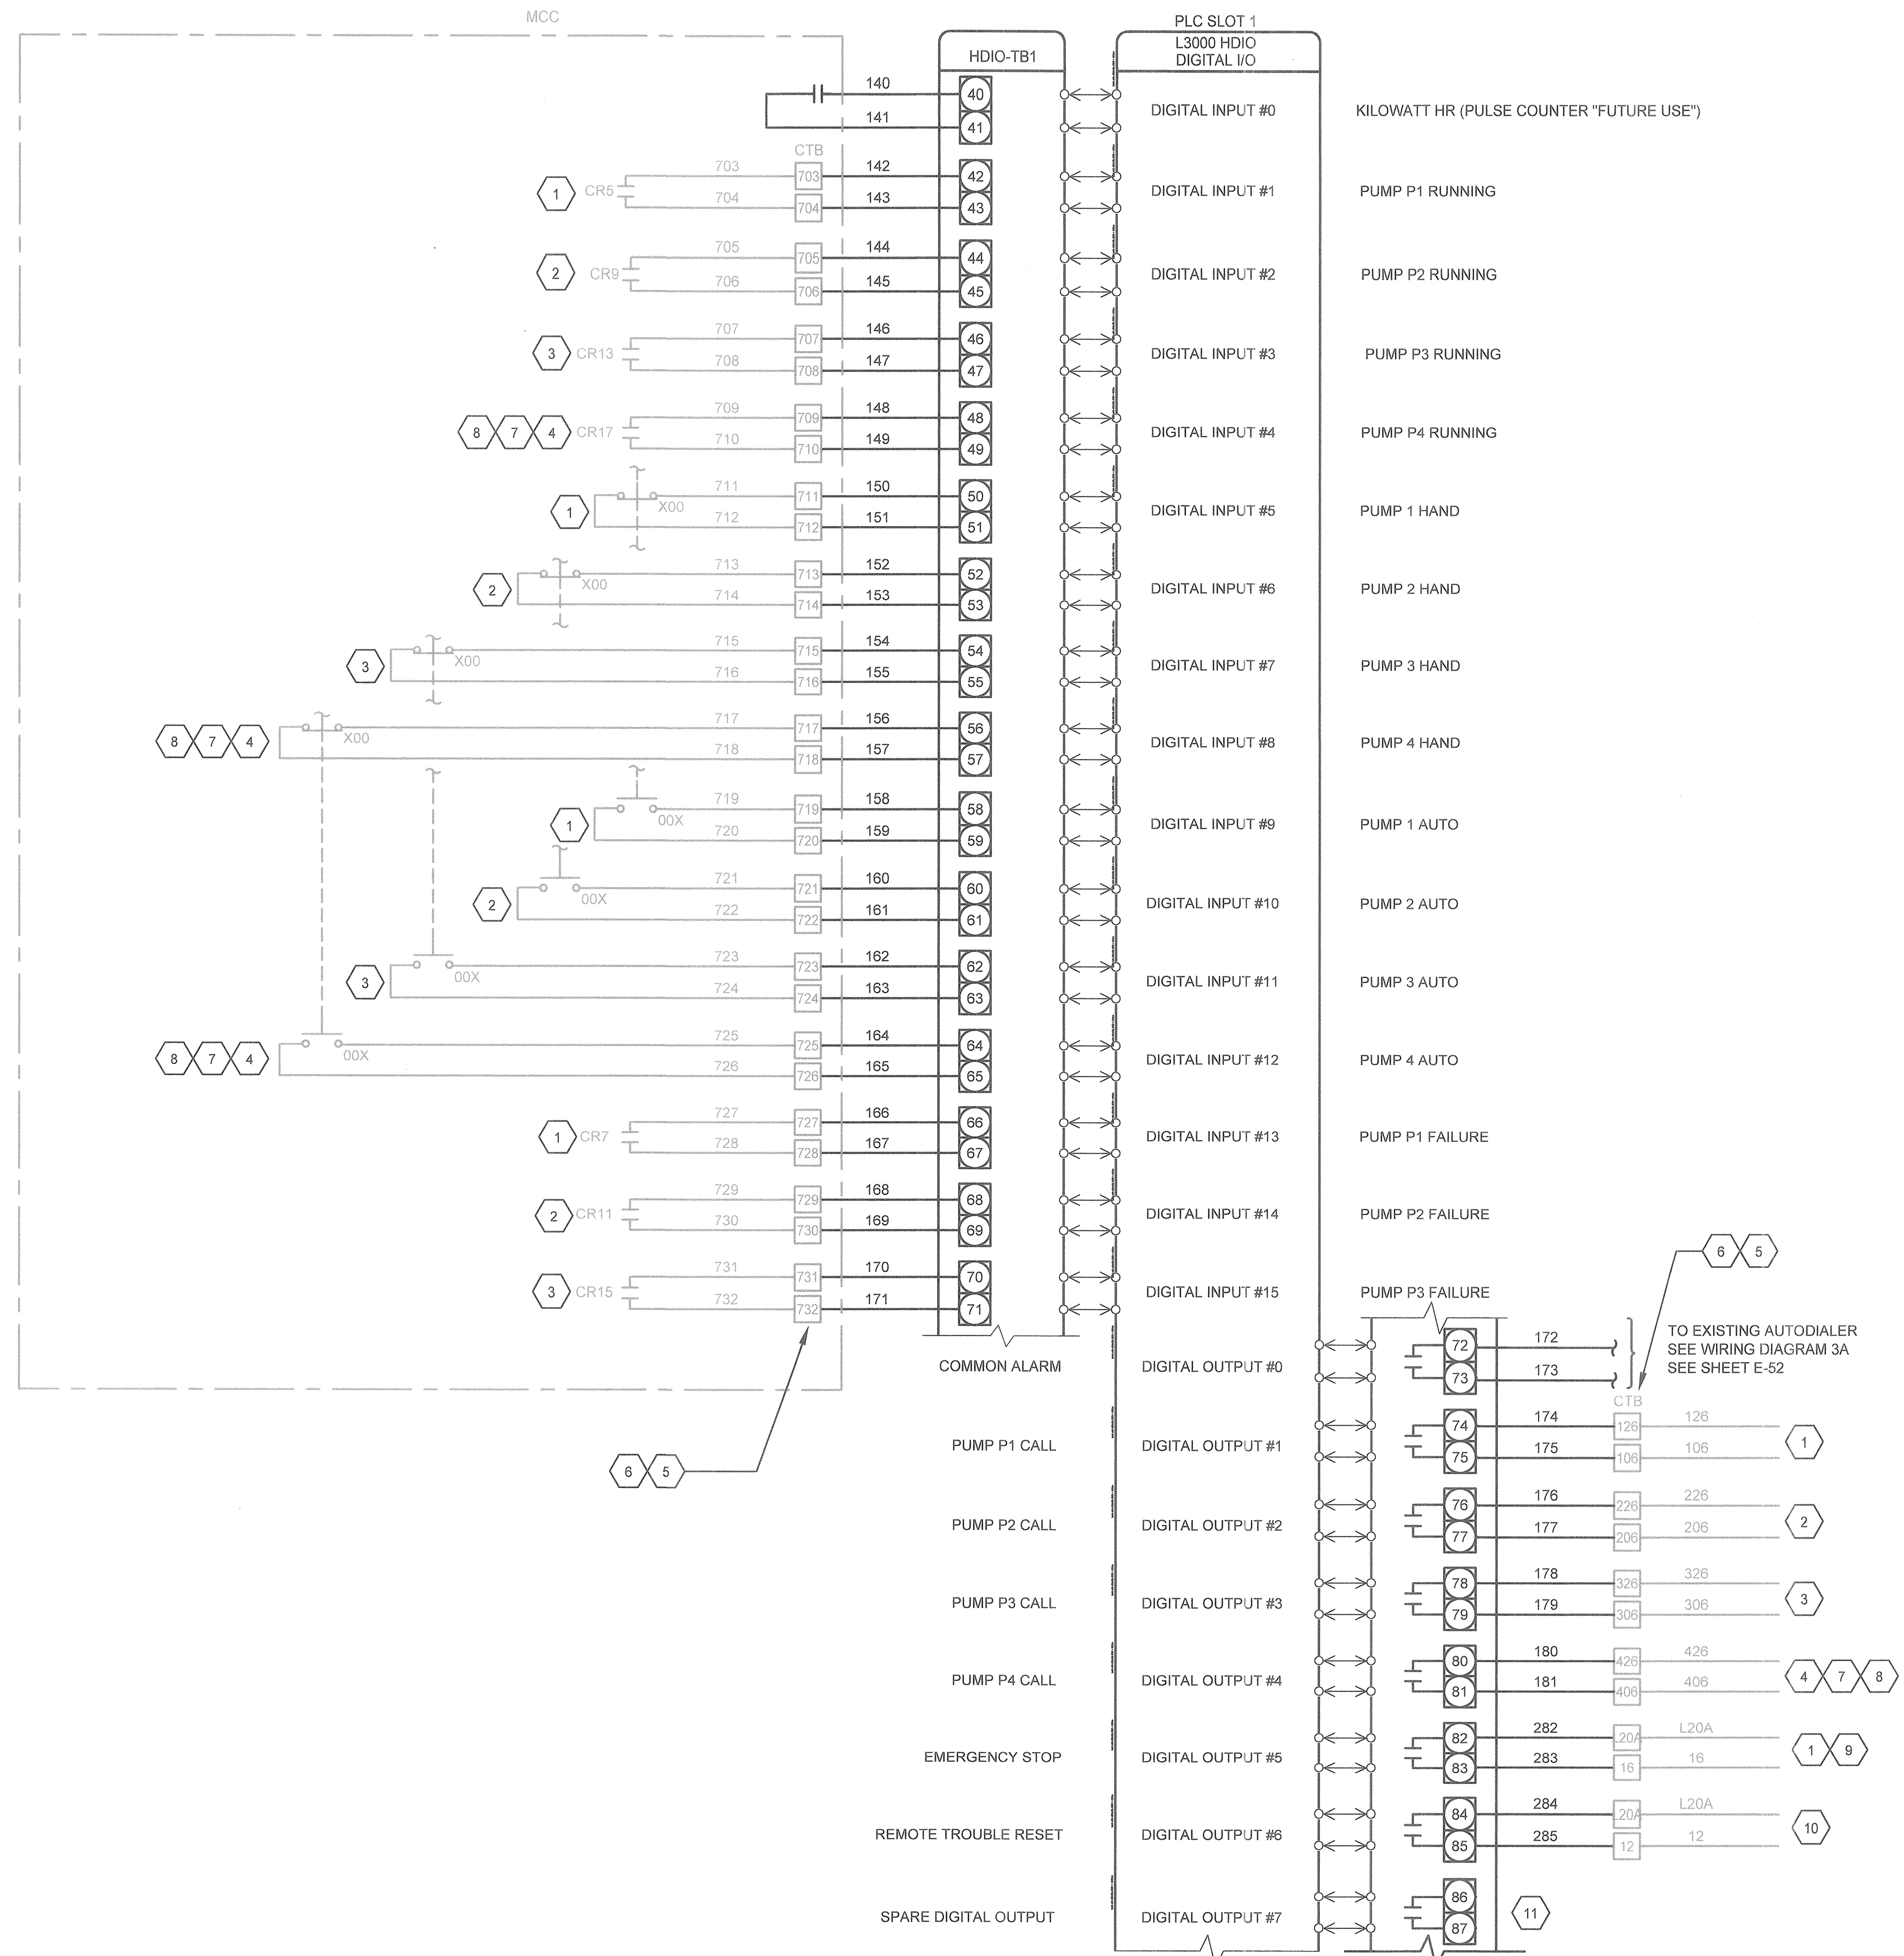 MCC
PLC SLOT 1
HDIO-TB1
L3000 HDIO
DIGITAL I/O
140
40
DIGITAL INPUT #0
KILOWATT HR (PULSE COUNTER "FUTURE USE")
141
41
CTB
703
703
142
42
1
CR5
DIGITAL INPUT #1
PUMP P1 RUNNING
704
704
143
43
705
705
144
44
2
CR9
DIGITAL INPUT #2
PUMP P2 RUNNING
706
706
145
45
707
707
146
46
3
CR13
DIGITAL INPUT #3
PUMP P3 RUNNING
708
708
147
47
709
709
148
48
8
7
4
CR17
DIGITAL INPUT #4
PUMP P4 RUNNING
710
710
149
49
711
711
150
50
1
X00
DIGITAL INPUT #5
PUMP 1 HAND
712
712
151
51
713
713
152
52
2
X00
DIGITAL INPUT #6
PUMP 2 HAND
714
714
153
53
715
715
154
54
3
X00
DIGITAL INPUT #7
PUMP 3 HAND
716
716
155
55
717
717
156
56
8
7
4
X00
DIGITAL INPUT #8
PUMP 4 HAND
718
718
157
57
719
719
158
58
1
00X
DIGITAL INPUT #9
PUMP 1 AUTO
720
720
159
59
721
721
160
60
2
00X
DIGITAL INPUT #10
PUMP 2 AUTO
722
722
161
61
723
723
162
62
3
00X
DIGITAL INPUT #11
PUMP 3 AUTO
724
724
163
63
725
725
164
64
8
7
4
00X
DIGITAL INPUT #12
PUMP 4 AUTO
726
726
165
65
727
727
166
66
1
CR7
DIGITAL INPUT #13
PUMP P1 FAILURE
728
728
167
67
729
729
168
68
2
CR11
DIGITAL INPUT #14
PUMP P2 FAILURE
730
730
169
69
6
5
731
731
170
70
3
CR15
DIGITAL INPUT #15
PUMP P3 FAILURE
732
732
171
71
6
5
COMMON ALARM
DIGITAL OUTPUT #0
72
172
73
173
TO EXISTING AUTODIALER
SEE WIRING DIAGRAM 3A
SEE SHEET E-52
CTB
PUMP P1 CALL
DIGITAL OUTPUT #1
74
174
126
126
75
175
106
106
1
PUMP P2 CALL
DIGITAL OUTPUT #2
76
176
226
226
77
177
206
206
2
PUMP P3 CALL
DIGITAL OUTPUT #3
78
178
326
326
79
179
306
306
3
PUMP P4 CALL
DIGITAL OUTPUT #4
80
180
426
426
81
181
406
406
4
7
8
EMERGENCY STOP
DIGITAL OUTPUT #5
82
282
L20A
L20A
83
283
16
16
1
9
REMOTE TROUBLE RESET
DIGITAL OUTPUT #6
84
284
L20A
L20A
85
285
12
12
10
SPARE DIGITAL OUTPUT
DIGITAL OUTPUT #7
86
87
11